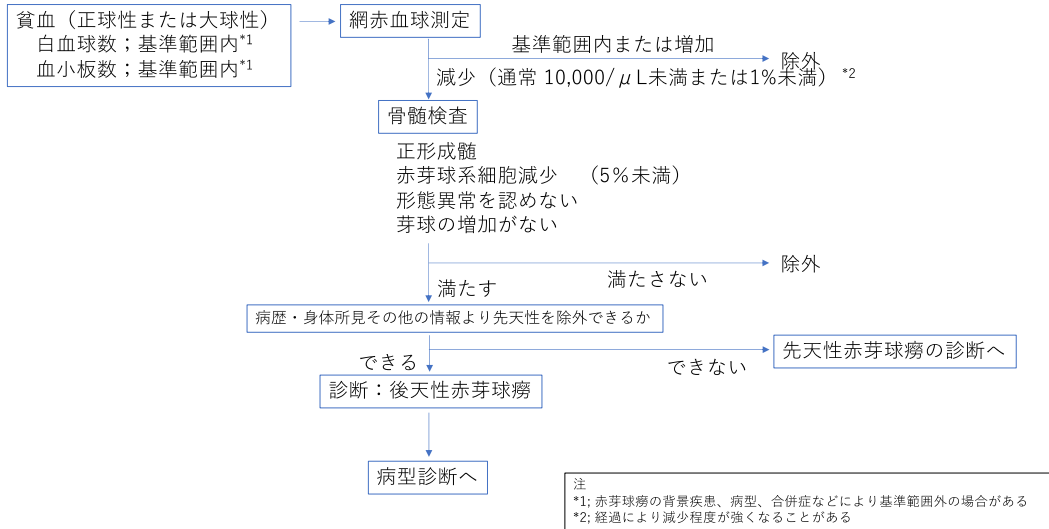 貧血（正球性または大球性）
白血球数；基準範囲内*1
血小板数；基準範囲内*1
網赤血球測定
基準範囲内または増加
除外
減少（通常 10,000/μL未満または1%未満）*2
骨髄検査
正形成髄
赤芽球系細胞減少　（5%未満）
形態異常を認めない
芽球の増加がない
除外
満たさない
満たす
病歴・身体所見その他の情報より先天性を除外できるか
できる
できない
先天性赤芽球癆の診断へ
診断：後天性赤芽球癆
病型診断へ
注
*1; 赤芽球癆の背景疾患、病型、合併症などにより基準範囲外の場合がある
*2; 経過により減少程度が強くなることがある